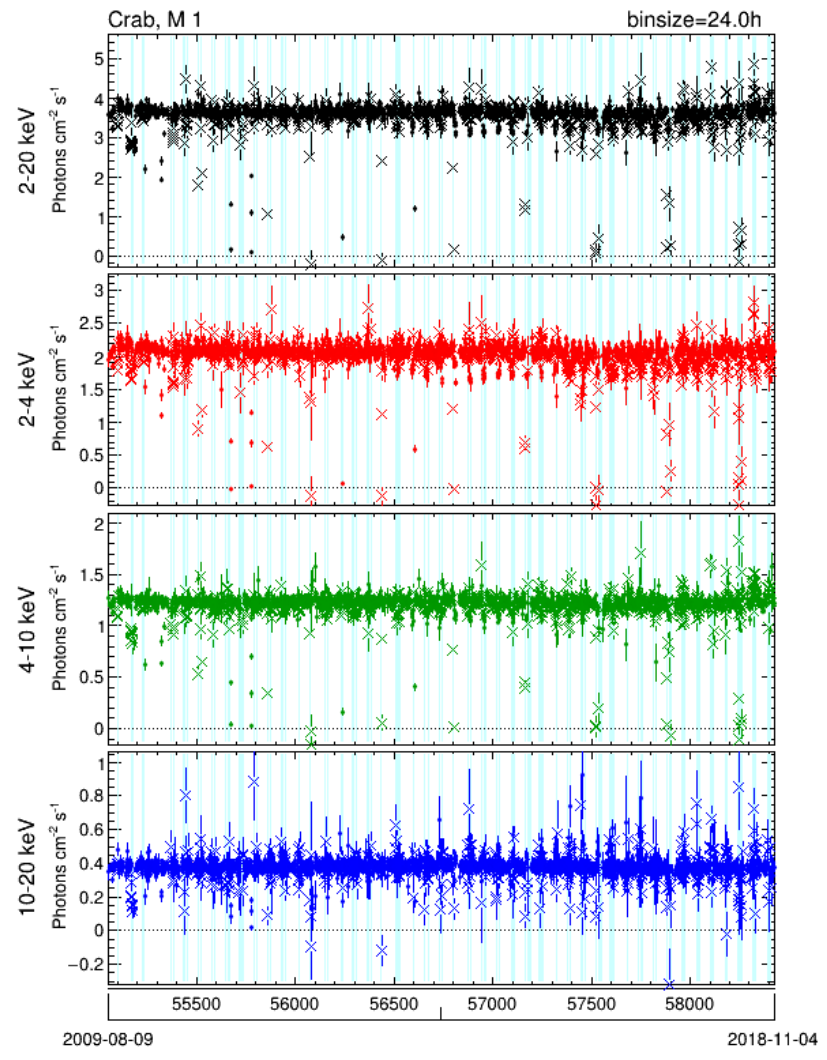 Crab, M 1 binsize=24.0h
2-20 keV
Photons cm⁻² s⁻¹
5
4
3
2
1
0
2-4 keV
Photons cm⁻² s⁻¹
3
2.5
2
1.5
1
0.5
0
4-10 keV
Photons cm⁻² s⁻¹
2
1.5
1
0.5
0
10-20 keV
Photons cm⁻² s⁻¹
1
0.8
0.6
0.4
0.2
0
−0.2
55500 56000 56500 57000 57500 58000
2009-08-09 2018-11-04